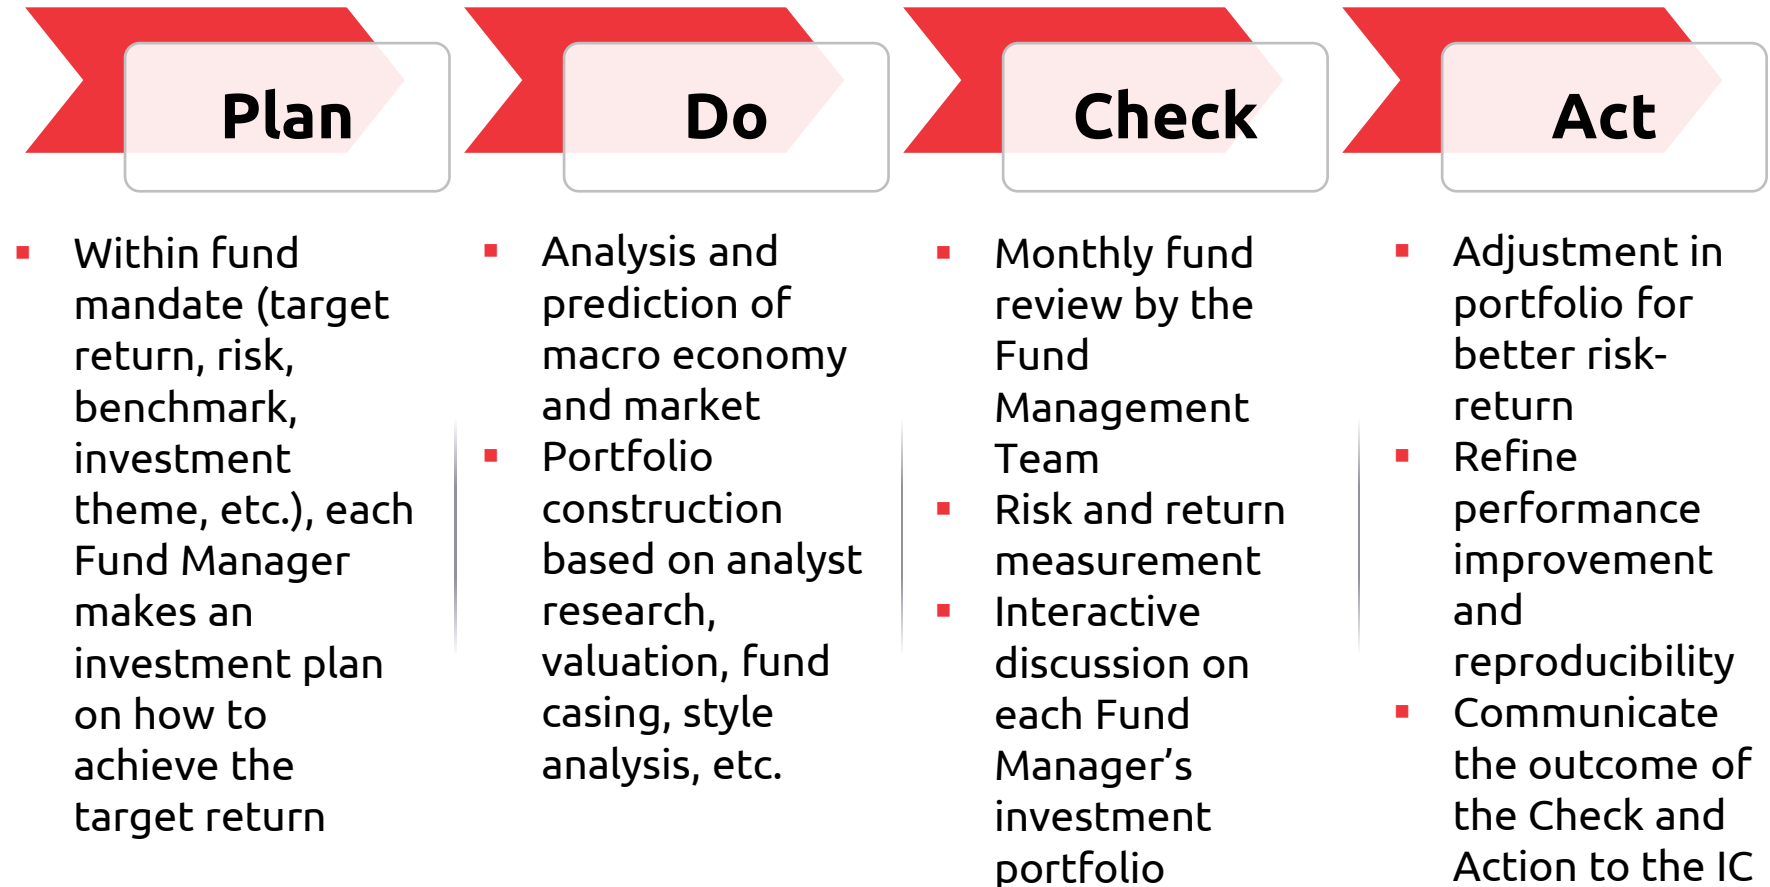 Plan
Within fund
mandate (target
return, risk,
benchmark,
investment
theme, etc.), each
Fund Manager
makes an
investment plan
on how to
achieve the
target return
Do
Analysis and
prediction of
macro economy
and market
Portfolio
construction
based on analyst
research,
valuation, fund
casing, style
analysis, etc.
Check
Monthly fund
review by the
Fund
Management
Team
Risk and return
measurement
Interactive
discussion on
each Fund
Manager’s
investment
portfolio
Act
Adjustment in
portfolio for
better risk-
return
Refine
performance
improvement
and
reproducibility
Communicate
the outcome of
the Check and
Action to the IC